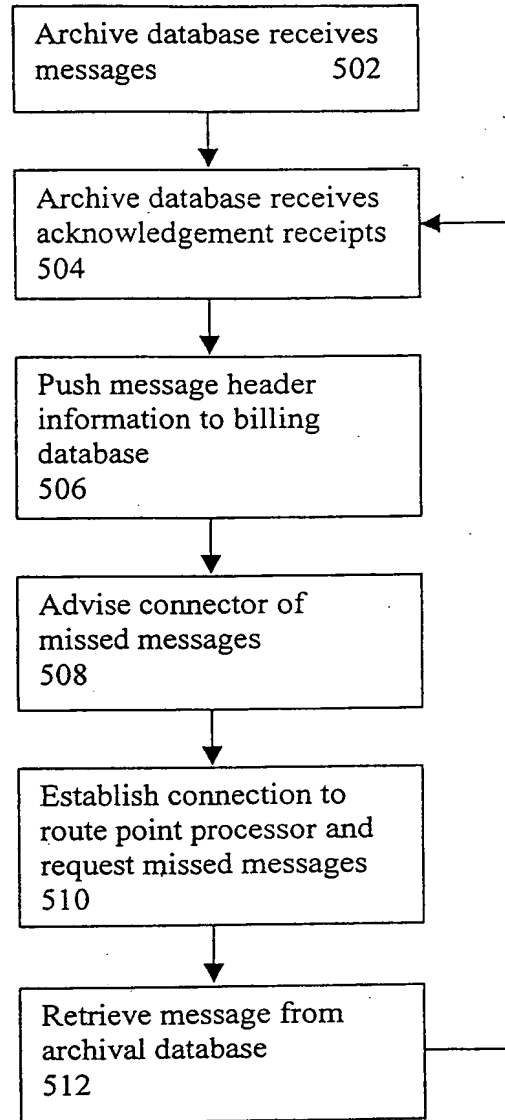 Archive database receives
messages 502
Archive database receives
acknowledgement receipts
504
Push message header
information to billing
database
506
Advise connector of
missed messages
508
Establish connection to
route point processor and
request missed messages
510
Retrieve message from
archival database
512